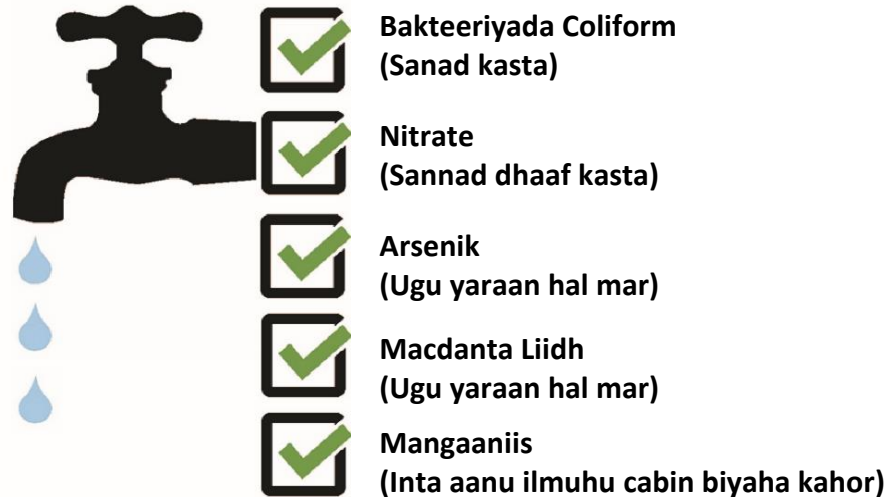 Bakteeriyada Coliform
(Sanad kasta)
Nitrate
(Sannad dhaaf kasta)
Arsenik
(Ugu yaraan hal mar)
Macdanta Liidh
(Ugu yaraan hal mar)
Mangaaniis
(Inta aanu ilmuhu cabin biyaha kahor)